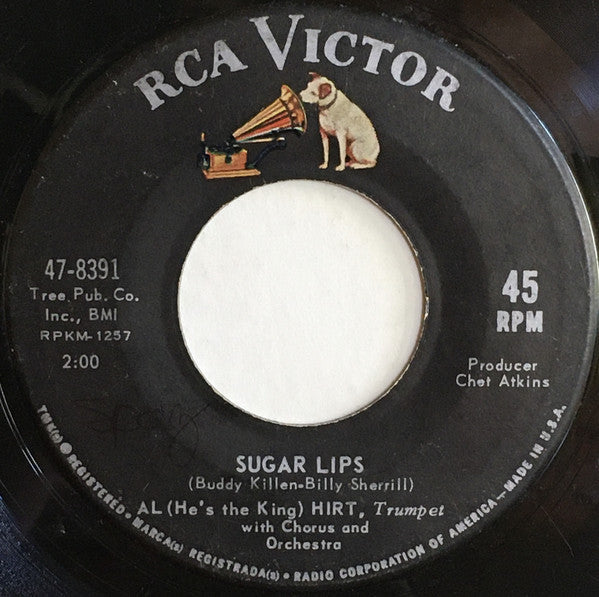 RCA VICTOR
47-8391
Tree Pub. Co.
Inc., BMI
RPKM-1257
2:00
45
RPM
Producer
Chet Atkins
SUGAR LIPS
(Buddy Killen-Billy Sherrill)
AL (He's the King) HIRT, Trumpet
with Chorus and
Orchestra
TMK(s) ® REGISTERED • MARCA(s) REGISTRADA(s) • RADIO CORPORATION OF AMERICA—MADE IN U.S.A.